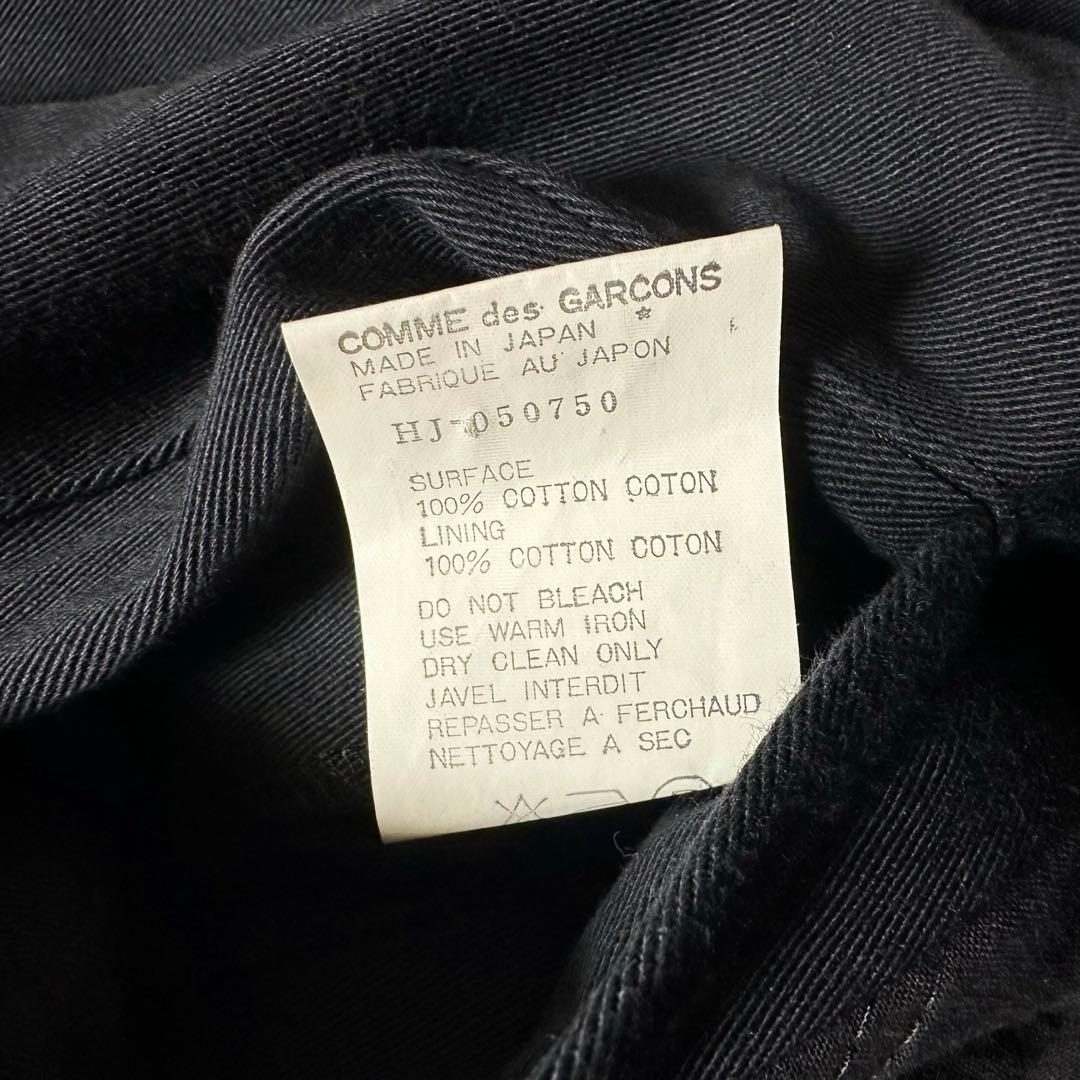 COMME des GARCONS
MADE IN JAPAN
FABRIQUE AU JAPON
HJ-050750
SURFACE
100% COTTON COTON
LINING
100% COTTON COTON
DO NOT BLEACH
USE WARM IRON
DRY CLEAN ONLY
JAVEL INTERDIT
REPASSER A FERCHAUD
NETTOYAGE A SEC